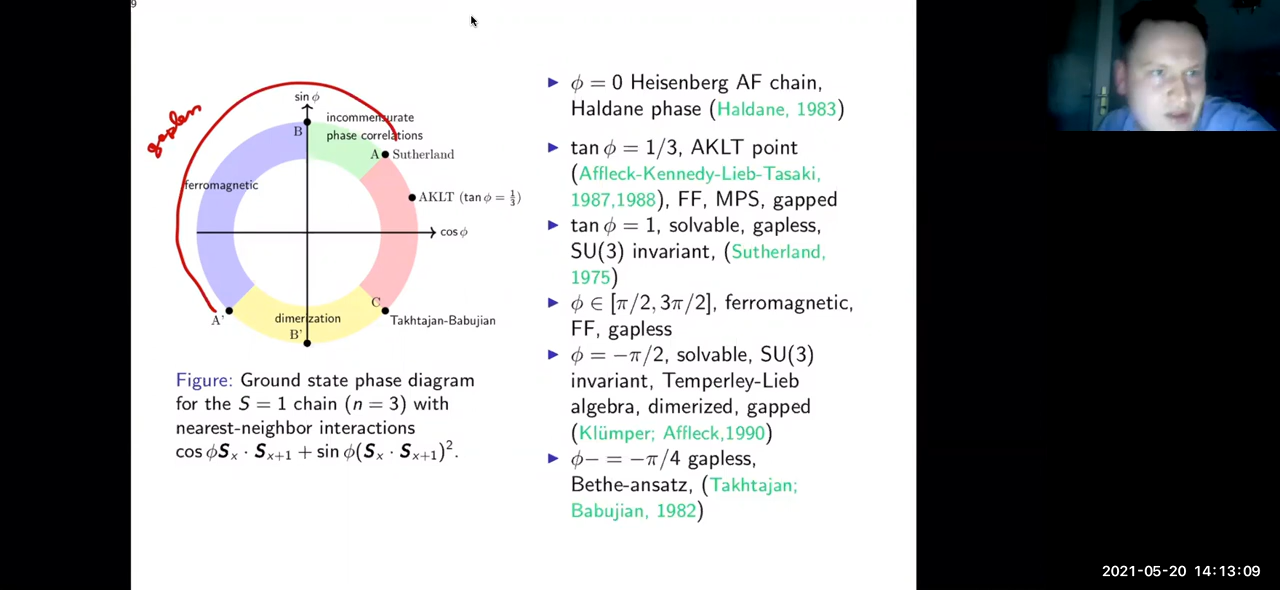 9
gapless
sin ϕ
B
incommensurate
phase correlations
A Sutherland
ferromagnetic
AKLT (tan ϕ = 1/3)
cos ϕ
C
dimerization
A'
B'
Takhtajan-Babujian
Figure: Ground state phase diagram
for the S = 1 chain (n = 3) with
nearest-neighbor interactions
cos ϕ S_x · S_{x+1} + sin ϕ(S_x · S_{x+1})².
▶ ϕ = 0 Heisenberg AF chain,
Haldane phase (Haldane, 1983)
▶ tan ϕ = 1/3, AKLT point
(Affleck-Kennedy-Lieb-Tasaki,
1987,1988), FF, MPS, gapped
▶ tan ϕ = 1, solvable, gapless,
SU(3) invariant, (Sutherland,
1975)
▶ ϕ ∈ [π/2, 3π/2], ferromagnetic,
FF, gapless
▶ ϕ = −π/2, solvable, SU(3)
invariant, Temperley-Lieb
algebra, dimerized, gapped
(Klümper; Affleck,1990)
▶ ϕ− = −π/4 gapless,
Bethe-ansatz, (Takhtajan;
Babujian, 1982)
2021-05-20 14:13:09